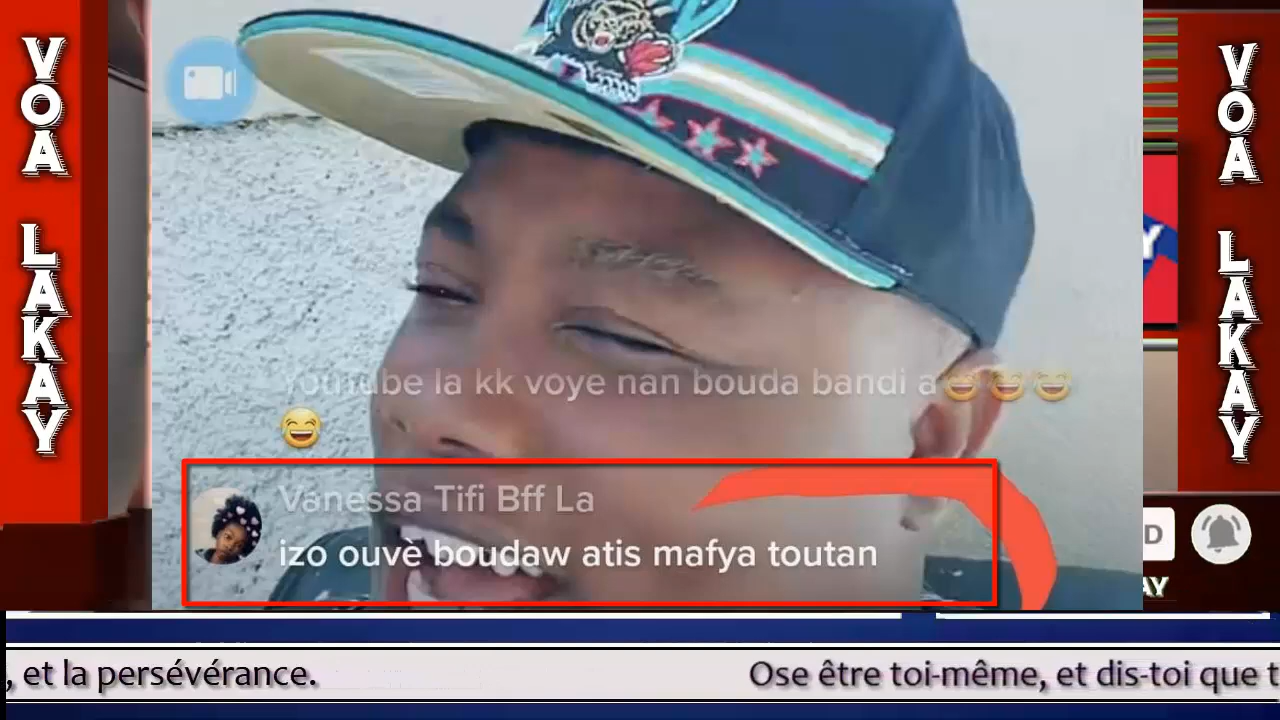 VOA LAKAY
VOA LAKAY
Y
Youtube la kk voye nan bouda bandi a😂😂😂
😂
Vanessa Tifi Bff La
izo ouvè boudaw atis mafya toutan
D
AY
, et la persévérance. Ose être toi-même, et dis-toi que t